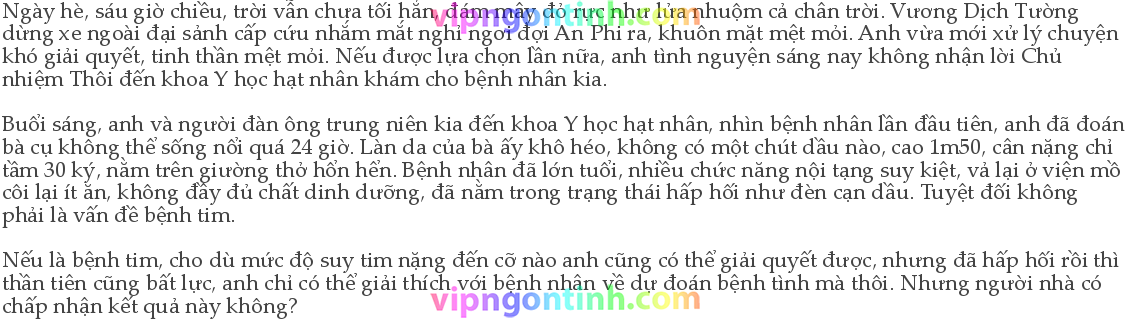 Ngày hè, sáu giờ chiều, trời vẫn chưa tối hẳn, đám mây đỏ rực như lửa nhuộm cả chân trời. Vương Dịch Tường
dừng xe ngoài đại sảnh cấp cứu nhắm mắt nghỉ ngơi đợi An Phi ra, khuôn mặt mệt mỏi. Anh vừa mới xử lý chuyện
khó giải quyết, tinh thần mệt mỏi. Nếu được lựa chọn lần nữa, anh tình nguyện sáng nay không nhận lời Chủ
nhiệm Thôi đến khoa Y học hạt nhân khám cho bệnh nhân kia.
Buổi sáng, anh và người đàn ông trung niên kia đến khoa Y học hạt nhân, nhìn bệnh nhân lần đầu tiên, anh đã đoán
bà cụ không thể sống nổi quá 24 giờ. Làn da của bà ấy khô héo, không có một chút dầu nào, cao 1m50, cân nặng chỉ
tầm 30 ký, nằm trên giường thở hổn hển. Bệnh nhân đã lớn tuổi, nhiều chức năng nội tạng suy kiệt, vả lại ở viện mồ
côi lại ít ăn, không đầy đủ chất dinh dưỡng, đã nằm trong trạng thái hấp hối như đèn cạn dầu. Tuyệt đối không
phải là vấn đề bệnh tim.
vipngontinh.com
Nếu là bệnh tim, cho dù mức độ suy tim nặng đến cỡ nào anh cũng có thể giải quyết được, nhưng đã hấp hối rồi thì
thần tiên cũng bất lực, anh chỉ có thể giải thích với bệnh nhân về dự đoán bệnh tình mà thôi. Nhưng người nhà có
chấp nhận kết quả này không?
vipngontinh.com